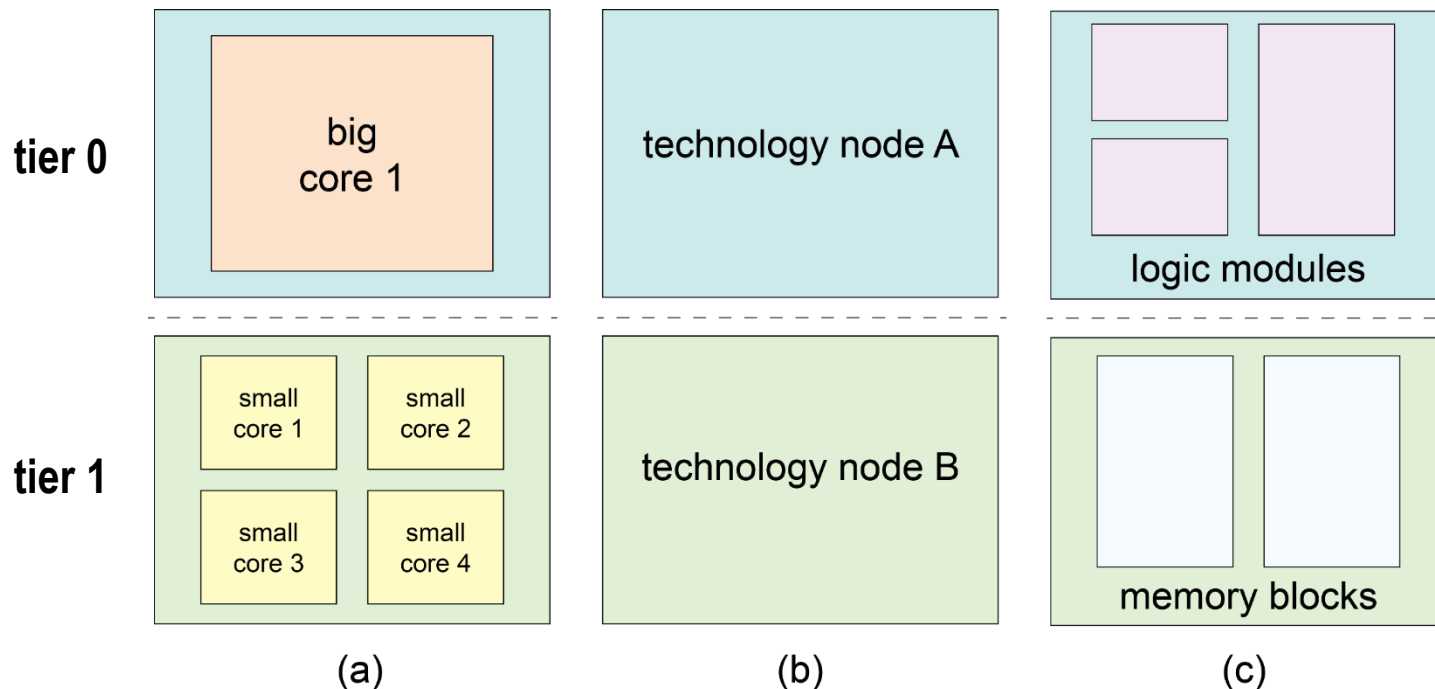 tier 0
big
core 1
technology node A
logic modules
tier 1
small
core 1
small
core 2
small
core 3
small
core 4
technology node B
memory blocks
(a)
(b)
(c)